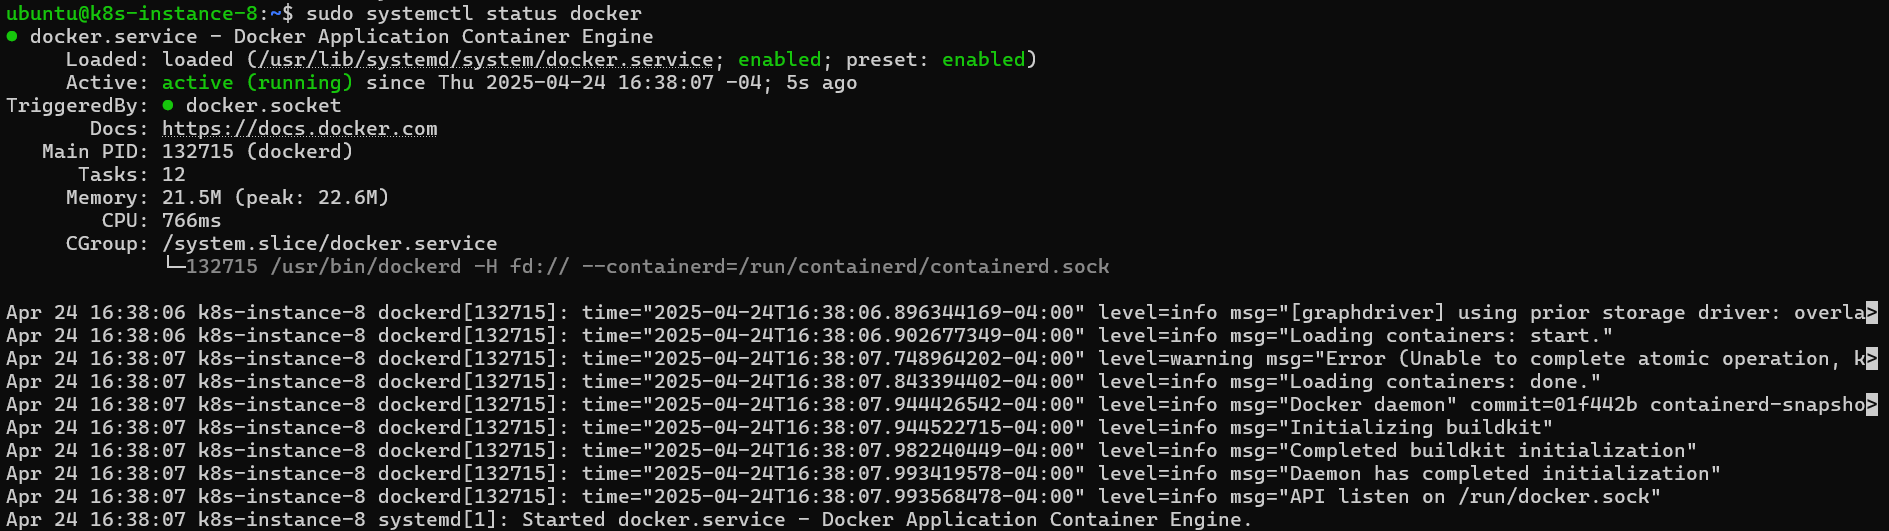 ubuntu@k8s-instance-8:~$ sudo systemctl status docker
● docker.service - Docker Application Container Engine
     Loaded: loaded (/usr/lib/systemd/system/docker.service; enabled; preset: enabled)
     Active: active (running) since Thu 2025-04-24 16:38:07 -04; 5s ago
TriggeredBy: ● docker.socket
       Docs: https://docs.docker.com
   Main PID: 132715 (dockerd)
      Tasks: 12
     Memory: 21.5M (peak: 22.6M)
        CPU: 766ms
     CGroup: /system.slice/docker.service
             └─132715 /usr/bin/dockerd -H fd:// --containerd=/run/containerd/containerd.sock

Apr 24 16:38:06 k8s-instance-8 dockerd[132715]: time="2025-04-24T16:38:06.896344169-04:00" level=info msg="[graphdriver] using prior storage driver: overla>
Apr 24 16:38:06 k8s-instance-8 dockerd[132715]: time="2025-04-24T16:38:06.902677349-04:00" level=info msg="Loading containers: start."
Apr 24 16:38:07 k8s-instance-8 dockerd[132715]: time="2025-04-24T16:38:07.748964202-04:00" level=warning msg="Error (Unable to complete atomic operation, k>
Apr 24 16:38:07 k8s-instance-8 dockerd[132715]: time="2025-04-24T16:38:07.843394402-04:00" level=info msg="Loading containers: done."
Apr 24 16:38:07 k8s-instance-8 dockerd[132715]: time="2025-04-24T16:38:07.944426542-04:00" level=info msg="Docker daemon" commit=01f442b containerd-snapsho>
Apr 24 16:38:07 k8s-instance-8 dockerd[132715]: time="2025-04-24T16:38:07.944522715-04:00" level=info msg="Initializing buildkit"
Apr 24 16:38:07 k8s-instance-8 dockerd[132715]: time="2025-04-24T16:38:07.982240449-04:00" level=info msg="Completed buildkit initialization"
Apr 24 16:38:07 k8s-instance-8 dockerd[132715]: time="2025-04-24T16:38:07.993419578-04:00" level=info msg="Daemon has completed initialization"
Apr 24 16:38:07 k8s-instance-8 dockerd[132715]: time="2025-04-24T16:38:07.993568478-04:00" level=info msg="API listen on /run/docker.sock"
Apr 24 16:38:07 k8s-instance-8 systemd[1]: Started docker.service - Docker Application Container Engine.